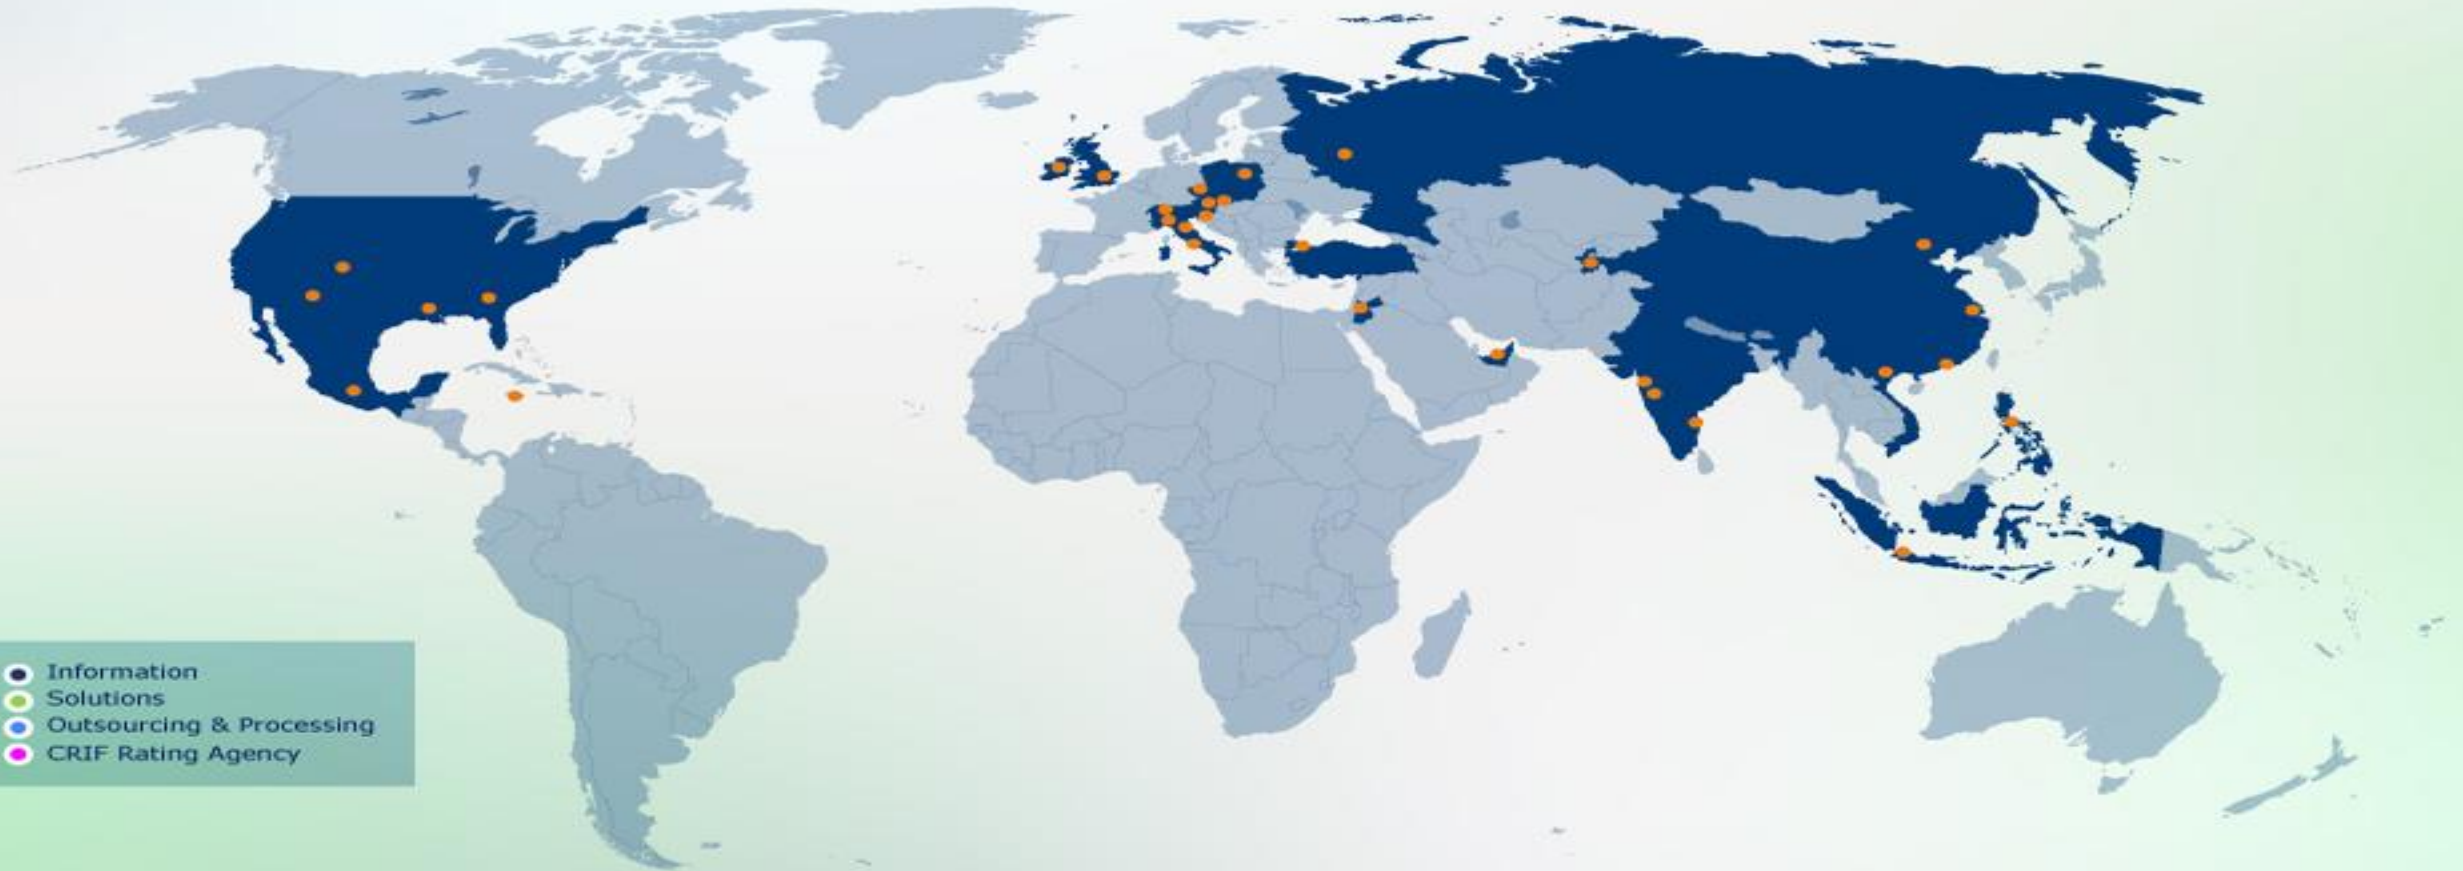 Information
Solutions
Outsourcing & Processing
CRIF Rating Agency